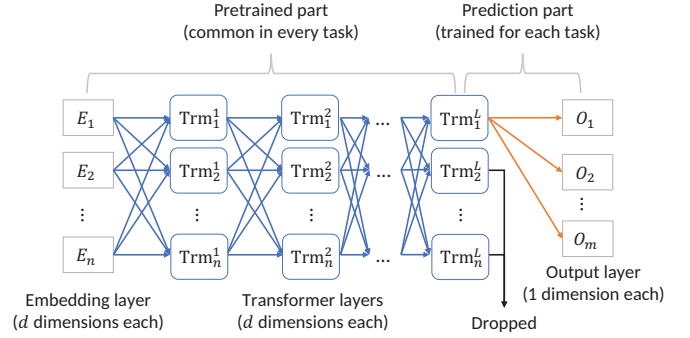 Pretrained part
(common in every task)
Prediction part
(trained for each task)
E₁ Trm₁¹ Trm₁² ... Trm₁ᴸ O₁
E₂ Trm₂¹ Trm₂² ... Trm₂ᴸ O₂
⋮ ⋮ ⋮ ⋮ ⋮
Eₙ Trmₙ¹ Trmₙ² ... Trmₙᴸ Oₘ
Embedding layer
(d dimensions each)
Transformer layers
(d dimensions each)
Output layer
(1 dimension each)
Dropped